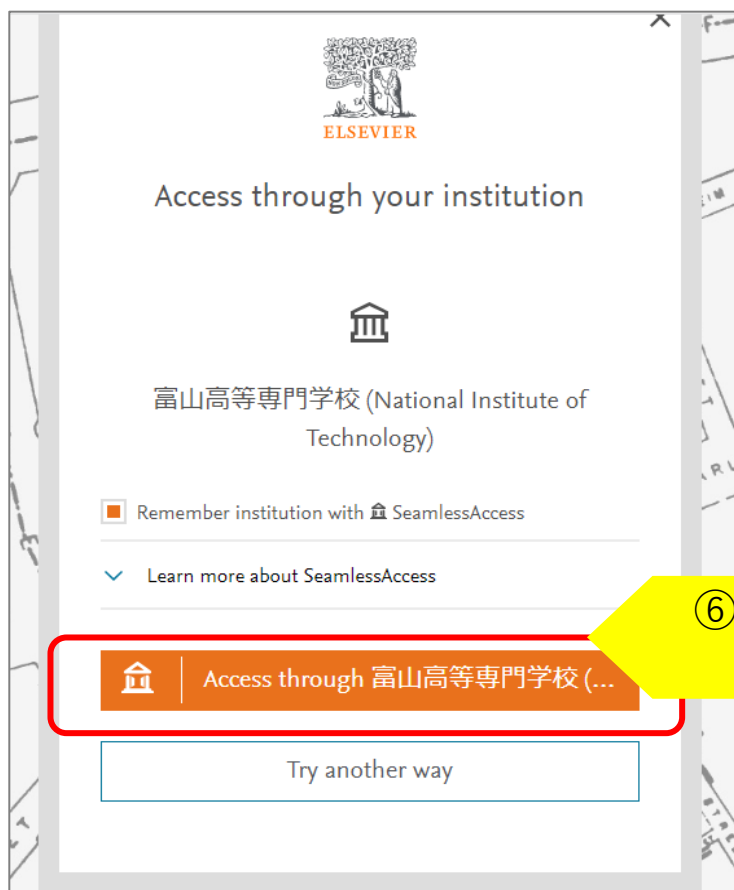 ELSEVIER
Access through your institution
富山高等専門学校 (National Institute of
Technology)
Remember institution with SeamlessAccess
Learn more about SeamlessAccess
⑥
Access through 富山高等専門学校 (...
Try another way